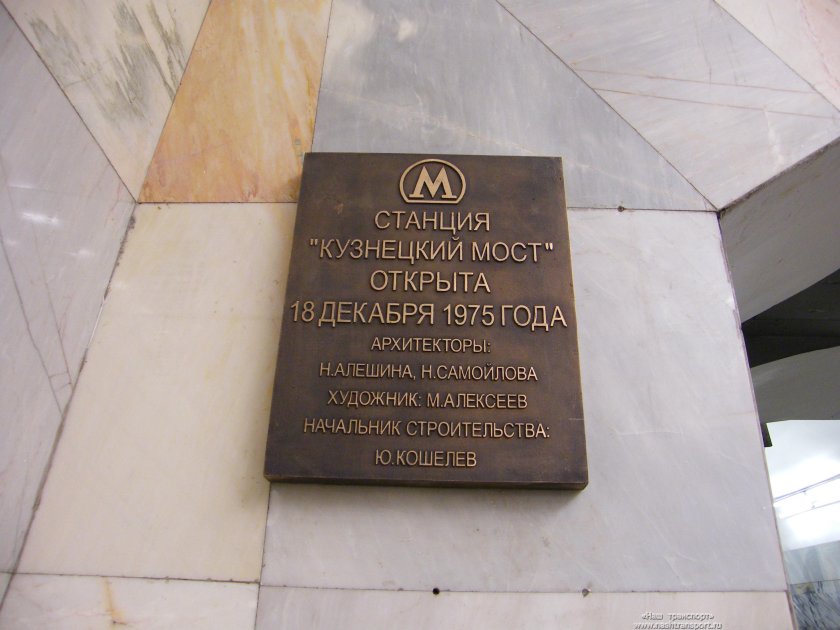 М
СТАНЦИЯ
"КУЗНЕЦКИЙ МОСТ"
ОТКРЫТА
18 ДЕКАБРЯ 1975 ГОДА
АРХИТЕКТОРЫ:
Н.АЛЕШИНА, Н.САМОЙЛОВА
ХУДОЖНИК: М.АЛЕКСЕЕВ
НАЧАЛЬНИК СТРОИТЕЛЬСТВА:
Ю.КОШЕЛЕВ
«Наш транспорт»
www.nashtransport.ru